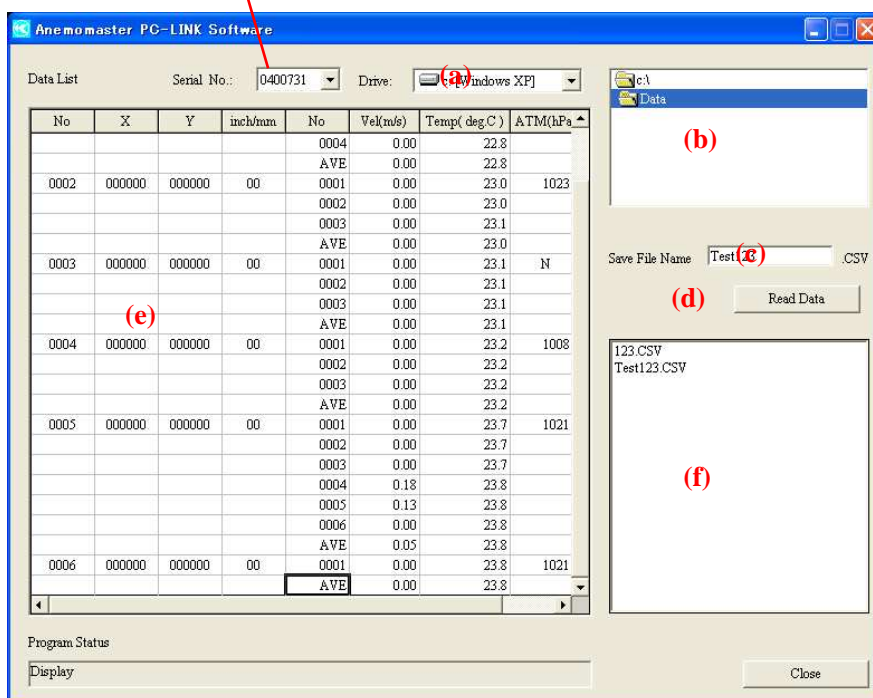 Anemomaster PC-LINK Software
Data List Serial No.: 0400731 Drive: (a) [Windows XP]
c:\
Data
(b)
No X Y inch/mm No Vel(m/s) Temp( deg.C ) ATM(hPa
0004 0.00 22.8
AVE 0.00 22.8
0002 000000 000000 00 0001 0.00 23.0 1023
0002 0.00 23.0
0003 0.00 23.1
AVE 0.00 23.0
0003 000000 000000 00 0001 0.00 23.1 N
0002 0.00 23.1
0003 0.00 23.1
AVE 0.00 23.1
(e)
0004 000000 000000 00 0001 0.00 23.2 1008
0002 0.00 23.2
0003 0.00 23.2
AVE 0.00 23.2
0005 000000 000000 00 0001 0.00 23.7 1021
0002 0.00 23.7
0003 0.00 23.7
0004 0.18 23.8
0005 0.13 23.8
0006 0.00 23.8
AVE 0.05 23.8
0006 000000 000000 00 0001 0.00 23.8 1021
AVE 0.00 23.8
Save File Name Test123 (c) .CSV
(d) Read Data
123.CSV
Test123.CSV
(f)
Program Status
Display
Close